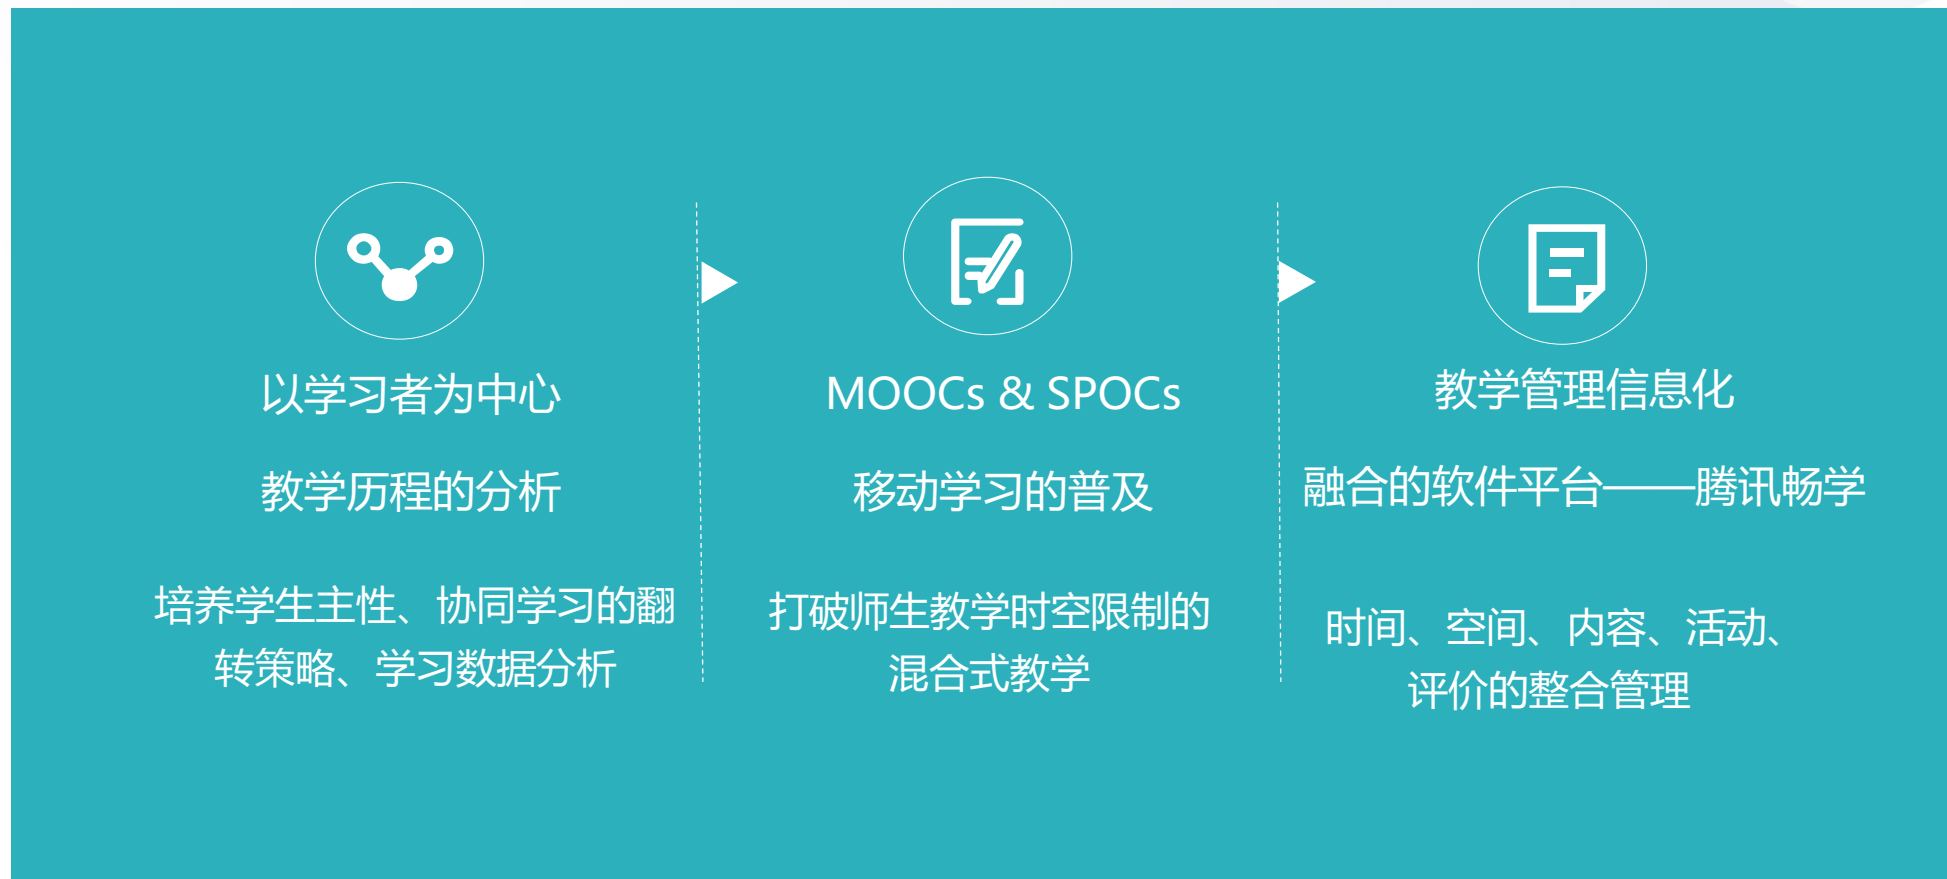 以学习者为中心
教学历程的分析
培养学生主性、协同学习的翻
转策略、学习数据分析
MOOCs & SPOCs
移动学习的普及
打破师生教学时空限制的
混合式教学
教学管理信息化
融合的软件平台——腾讯畅学
时间、空间、内容、活动、
评价的整合管理